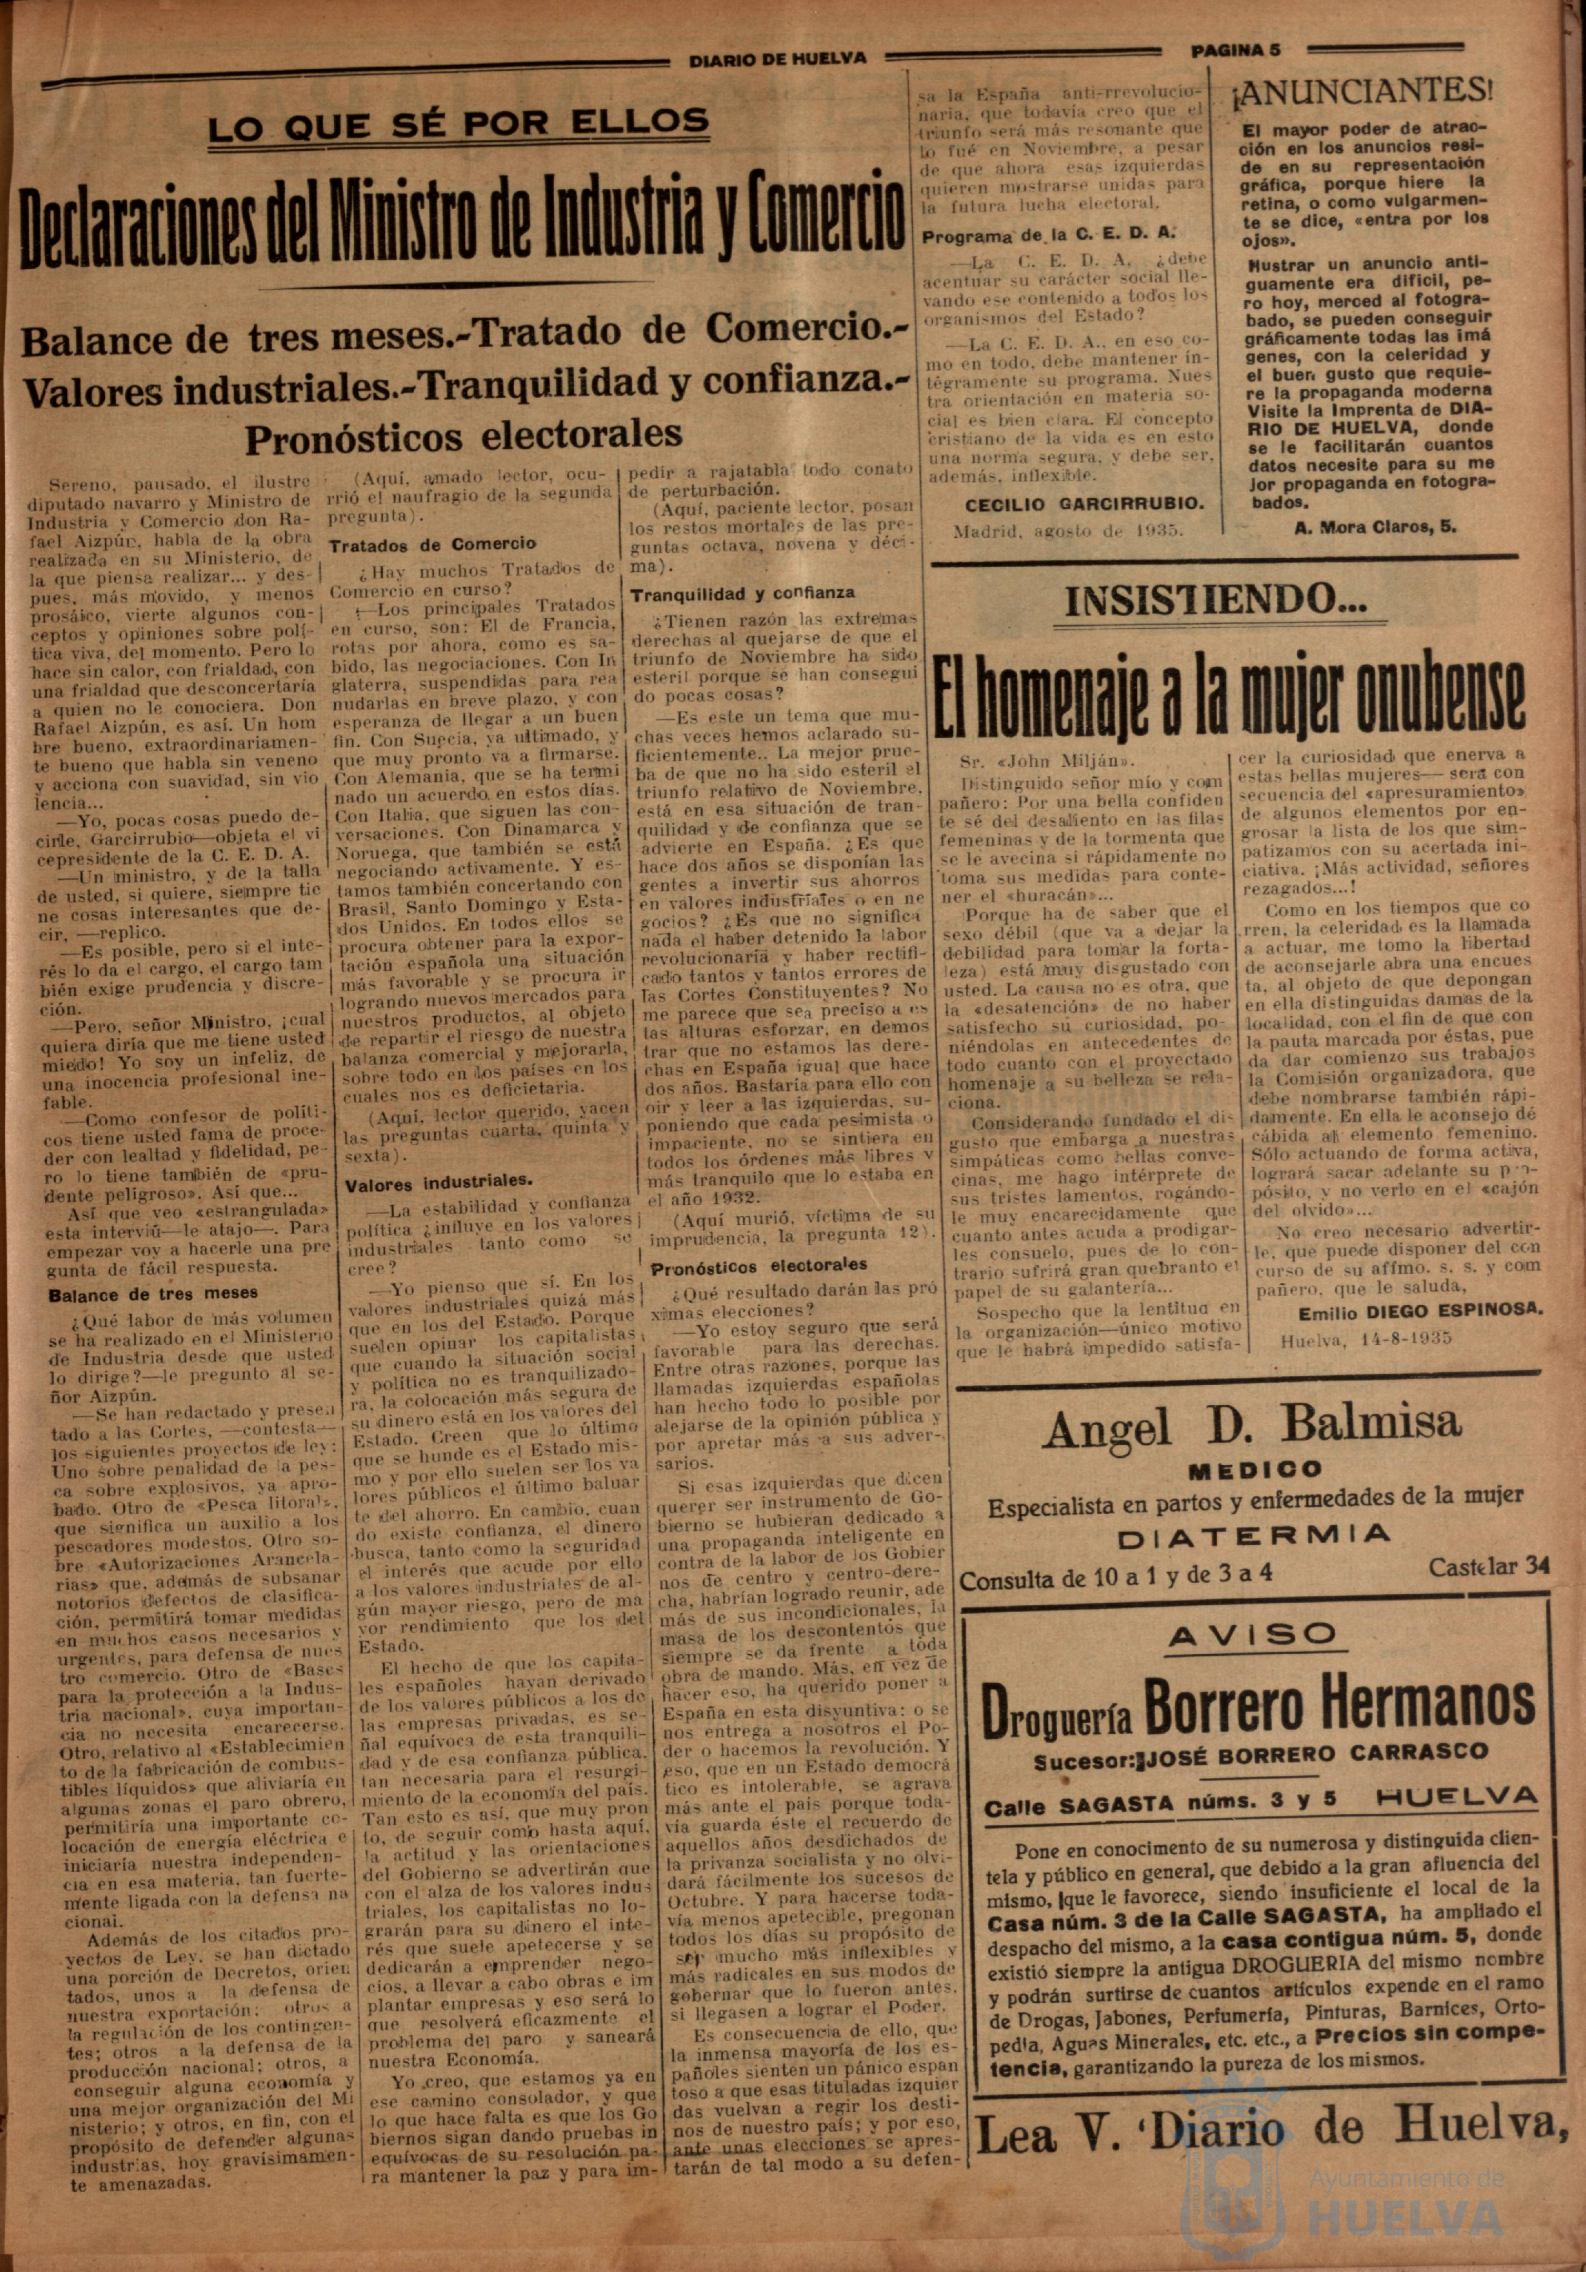 DIARIO DE HUELVA
PAGINA 5
LO QUE SÉ POR ELLOS
Declaraciones del Ministro de Industria y Comercio
Balance de tres meses.-Tratado de Comercio.-
Valores industriales.-Tranquilidad y confianza.-
Pronósticos electorales
Sereno, pausado, el ilustre
diputado navarro y Ministro de
Industria y Comercio don Ra-
fael Aizpún, habla de la obra
realizada en su Ministerio, de
la que piensa realizar... y des-
pues, más movido, y menos
prosáico, vierte algunos con-
ceptos y opiniones sobre polí-
tica viva, del momento. Pero lo
hace sin calor, con frialdad, con
una frialdad que desconcertaría
a quien no le conociera. Don
Rafael Aizpún, es así. Un hom
bre bueno, extraordinariamen-
te bueno que habla sin veneno
y acciona con suavidad, sin vio
lencia...
—Yo, pocas cosas puedo de-
cirle, Garcirrubio—objeta el vi
cepresidente de la C. E. D. A.
—Un ministro, y de la talla
de usted, si quiere, siempre tie
ne cosas interesantes que de-
cir, —replico.
—Es posible, pero si el inte-
rés lo da el cargo, el cargo tam
bién exige prudencia y discre-
ción.
—Pero, señor Ministro, ¡cual
quiera diría que me tiene usted
miedo! Yo soy un infeliz, de
una inocencia profesional ine-
fable.
—Como confesor de políti-
cos tiene usted fama de proce-
der con lealtad y fidelidad, pe-
ro lo tiene también de «pru-
dente peligroso». Así que...
Así que veo «estrangulada»
esta interviú—le atajo—. Para
empezar voy a hacerle una pre
gunta de fácil respuesta.
Balance de tres meses
¿Qué labor de más volumen
se ha realizado en el Ministerio
de Industria desde que usted
lo dirige?—le pregunto al se-
ñor Aizpún.
—Se han redactado y presen
tado a las Cortes, —contesta—
los siguientes proyectos de ley:
Uno sobre penalidad de la pes-
ca sobre explosivos, ya apro-
bado. Otro de «Pesca litoral»,
que significa un auxilio a los
pescadores modestos. Otro so-
bre «Autorizaciones Arancela-
rias» que, además de subsanar
notorios defectos de clasifica-
ción, permitirá tomar medidas
en muchos casos necesarios y
urgentes, para defensa de nues
tro comercio. Otro de «Bases
para la protección a la Indus-
tria nacional», cuya importan-
cia no necesita encarecerse.
Otro, relativo al «Establecimien
to de la fabricación de combus-
tibles líquidos» que aliviaría en
algunas zonas el paro obrero,
permitiría una importante co-
locación de energía eléctrica e
iniciaría nuestra independen-
cia en esa materia, tan fuerte-
mente ligada con la defensa na
cional.
Además de los citados pro-
yectos de Ley, se han dictado
una porción de Decretos, orien
tados, unos a la defensa de
nuestra exportación; otros a
la regulación de los contingen-
tes; otros a la defensa de la
producción nacional; otros, a
conseguir alguna economía y
una mejor organización del Mi
nisterio; y otros, en fin, con el
propósito de defender algunas
industrias, hoy gravisimamen-
te amenazadas.
(Aquí, amado lector, ocu-
rrió el naufragio de la segunda
pregunta).
Tratados de Comercio
¿Hay muchos Tratados de
Comercio en curso?
—Los principales Tratados
en curso, son: El de Francia,
rotas por ahora, como es sa-
bido, las negociaciones. Con In
glaterra, suspendidas para rea
nudarlas en breve plazo, y con
esperanza de llegar a un buen
fin. Con Suecia, ya ultimado, y
que muy pronto va a firmarse.
Con Alemania, que se ha termi
nado un acuerdo en estos días.
Con Italia, que siguen las con-
versaciones. Con Dinamarca y
Noruega, que también se está
negociando activamente. Y es-
tamos también concertando con
Brasil, Santo Domingo y Esta-
dos Unidos. En todos ellos se
procura obtener para la expor-
tación española una situación
más favorable y se procura ir
logrando nuevos mercados para
nuestros productos, al objeto
de repartir el riesgo de nuestra
balanza comercial y mejorarla,
sobre todo en los países en los
cuales nos es deficietaria.
(Aquí, lector querido, yacen
las preguntas cuarta, quinta y
sexta).
Valores industriales.
—La estabilidad y confianza
política ¿influye en los valores
industriales tanto como se
cree?
—Yo pienso que sí. En los
valores industriales quizá más
que en los del Estado. Porque
suelen opinar los capitalistas,
que cuando la situación social
y política no es tranquilizado-
ra, la colocación más segura de
su dinero está en los valores del
Estado. Creen que lo último
que se hunde es el Estado mis-
mo y por ello suelen ser los va
lores públicos el último baluar
te del ahorro. En cambio, cuan
do existe confianza, el dinero
busca, tanto como la seguridad
el interés que acude por ello
a los valores industriales de al-
gún mayor riesgo, pero de ma
yor rendimiento que los del
Estado.
El hecho de que los capita-
les españoles hayan derivado
de los valores públicos a los de
las empresas privadas, es se-
ñal equívoca de esta tranquili-
dad y de esa confianza pública,
tan necesaria para el resurgi-
miento de la economía del país.
Tan esto es así, que muy pron
to, de seguir como hasta aquí,
la actitud y las orientaciones
del Gobierno se advertirán que
con el alza de los valores indus
triales, los capitalistas no lo-
grarán para su dinero el inte-
rés que suele apetecerse y se
dedicarán a emprender nego-
cios, a llevar a cabo obras e im
plantar empresas y eso será lo
que resolverá eficazmente el
problema del paro y saneará
nuestra Economía.
Yo creo, que estamos ya en
ese camino consolador, y que
lo que hace falta es que los Go
biernos sigan dando pruebas in
equívocas de su resolución pa-
ra mantener la paz y para im-
pedir a rajatabla todo conato
de perturbación.
(Aquí, paciente lector, posan
los restos mortales de las pre-
guntas octava, novena y déci-
ma).
Tranquilidad y confianza
¿Tienen razón las extremas
derechas al quejarse de que el
triunfo de Noviembre ha sido
esteril porque se han consegui
do pocas cosas?
—Es este un tema que mu-
chas veces hemos aclarado su-
ficientemente.. La mejor prue-
ba de que no ha sido esteril el
triunfo relativo de Noviembre,
está en esa situación de tran-
quilidad y de confianza que se
advierte en España. ¿Es que
hace dos años se disponían las
gentes a invertir sus ahorros
en valores industriales o en ne
gocios? ¿Es que no significa
nada el haber detenido la labor
revolucionaria y haber rectifi-
cado tantos y tantos errores de
las Cortes Constituyentes? No
me parece que sea preciso a es
tas alturas esforzar, en demos
trar que no estamos las dere-
chas en España igual que hace
dos años. Bastaría para ello con
oir y leer a las izquierdas, su-
poniendo que cada pesimista o
impaciente, no se sintiera en
todos los órdenes más libres y
más tranquilo que lo estaba en
el año 1932.
(Aquí murió, víctima de su
imprudencia, la pregunta 12).
Pronósticos electorales
¿Qué resultado darán las pró
ximas elecciones?
—Yo estoy seguro que será
favorable para las derechas.
Entre otras razones, porque las
llamadas izquierdas españolas
han hecho todo lo posible por
alejarse de la opinión pública y
por apretar más a sus adver-
sarios.
Si esas izquierdas que dicen
querer ser instrumento de Go-
bierno se hubieran dedicado a
una propaganda inteligente en
contra de la labor de los Gobier
nos de centro y centro-dere-
cha, habrían logrado reunir, ade
más de sus incondicionales, la
masa de los descontentos que
siempre se da frente a toda
obra de mando. Más, en vez de
hacer eso, ha querido poner a
España en esta disyuntiva: o se
nos entrega a nosotros el Po-
der o hacemos la revolución. Y
eso, que en un Estado democrá
tico es intolerable, se agrava
más ante el pais porque toda-
vía guarda éste el recuerdo de
aquellos años desdichados de
la privanza socialista y no olvi-
dará fácilmente los sucesos de
Octubre. Y para hacerse toda-
vía menos apetecible, pregonan
todos los días su propósito de
ser mucho más inflexibles y
más radicales en sus modos de
gobernar que lo fueron antes,
si llegasen a lograr el Poder.
Es consecuencia de ello, que
la inmensa mayoría de los es-
pañoles sienten un pánico espan
toso a que esas tituladas izquier
das vuelvan a regir los desti-
nos de nuestro país; y por eso,
ante unas elecciones se apres-
tarán de tal modo a su defen-
sa la España anti-rrevolucio-
naria, que todavía creo que el
triunfo será más resonante que
lo fué en Noviembre, a pesar
de que ahora esas izquierdas
quieren mostrarse unidas para
la futura lucha electoral.
Programa de la C. E. D. A.
—La C. E. D. A. ¿debe
acentuar su carácter social lle-
vando ese contenido a todos los
organismos del Estado?
—La C. E. D. A., en eso co-
mo en todo, debe mantener ín-
tegramente su programa. Nues
tra orientación en materia so-
cial es bien clara. El concepto
cristiano de la vida es en esto
una norma segura, y debe ser,
además, inflexible.
CECILIO GARCIRRUBIO.
Madrid, agosto de 1935.
¡ANUNCIANTES!
El mayor poder de atrac-
ción en los anuncios resi-
de en su representación
gráfica, porque hiere la
retina, o como vulgarmen-
te se dice, «entra por los
ojos».
Ilustrar un anuncio anti-
guamente era dificil, pe-
ro hoy, merced al fotogra-
bado, se pueden conseguir
gráficamente todas las imá
genes, con la celeridad y
el buen gusto que requie-
re la propaganda moderna
Visite la Imprenta de DIA-
RIO DE HUELVA, donde
se le facilitarán cuantos
datos necesite para su me
jor propaganda en fotogra-
bados.
A. Mora Claros, 5.
INSISTIENDO...
El homenaje a la mujer onubense
Sr. «John Milján».
Distinguido señor mío y com
pañero: Por una bella confiden
te sé del desaliento en las filas
femeninas y de la tormenta que
se le avecina si rápidamente no
toma sus medidas para conte-
ner el «huracán»...
Porque ha de saber que el
sexo débil (que va a dejar la
debilidad para tomar la forta-
leza) está muy disgustado con
usted. La causa no es otra, que
la «desatención» de no haber
satisfecho su curiosidad, po-
niéndolas en antecedentes de
todo cuanto con el proyectado
homenaje a su belleza se rela-
ciona.
Considerando fundado el dis
gusto que embarga a nuestras
simpáticas como bellas conve-
cinas, me hago intérprete de
sus tristes lamentos, rogándo-
le muy encarecidamente que
cuanto antes acuda a prodigar-
les consuelo, pues de lo con-
trario sufrirá gran quebranto el
papel de su galantería...
Sospecho que la lentitud en
la organización—único motivo
que le habrá impedido satisfa-
cer la curiosidad que enerva a
estas bellas mujeres— será con
secuencia del «apresuramiento»
de algunos elementos por en-
grosar la lista de los que sim-
patizamos con su acertada ini-
ciativa. ¡Más actividad, señores
rezagados...!
Como en los tiempos que co
rren, la celeridad es la llamada
a actuar, me tomo la libertad
de aconsejarle abra una encues
ta, al objeto de que depongan
en ella distinguidas damas de la
localidad, con el fin de que con
la pauta marcada por éstas, pue
da dar comienzo sus trabajos
la Comisión organizadora, que
debe nombrarse también rápi-
damente. En ella le aconsejo dé
cábida al elemento femenino.
Sólo actuando de forma activa,
logrará sacar adelante su pro-
pósito, y no verlo en el «cajón
del olvido»...
No creo necesario advertir-
le, que puede disponer del con
curso de su affmo. s. s. y com
pañero, que le saluda,
Emilio DIEGO ESPINOSA.
Huelva, 14-8-1935
Angel D. Balmisa
MEDICO
Especialista en partos y enfermedades de la mujer
DIATERMIA
Consulta de 10 a 1 y de 3 a 4
Castelar 34
AVISO
Droguería Borrero Hermanos
Sucesor: JOSÉ BORRERO CARRASCO
Calle SAGASTA núms. 3 y 5 HUELVA
Pone en conocimento de su numerosa y distinguida clien-
tela y público en general, que debido a la gran afluencia del
mismo, que le favorece, siendo insuficiente el local de la
Casa núm. 3 de la Calle SAGASTA, ha ampliado el
despacho del mismo, a la casa contigua núm. 5, donde
existió siempre la antigua DROGUERIA del mismo nombre
y podrán surtirse de cuantos artículos expende en el ramo
de Drogas, Jabones, Perfumería, Pinturas, Barnices, Orto-
pedia, Aguas Minerales, etc. etc., a Precios sin compe-
tencia, garantizando la pureza de los mismos.
Lea V. 'Diario de Huelva,
Ayuntamiento de
HUELVA